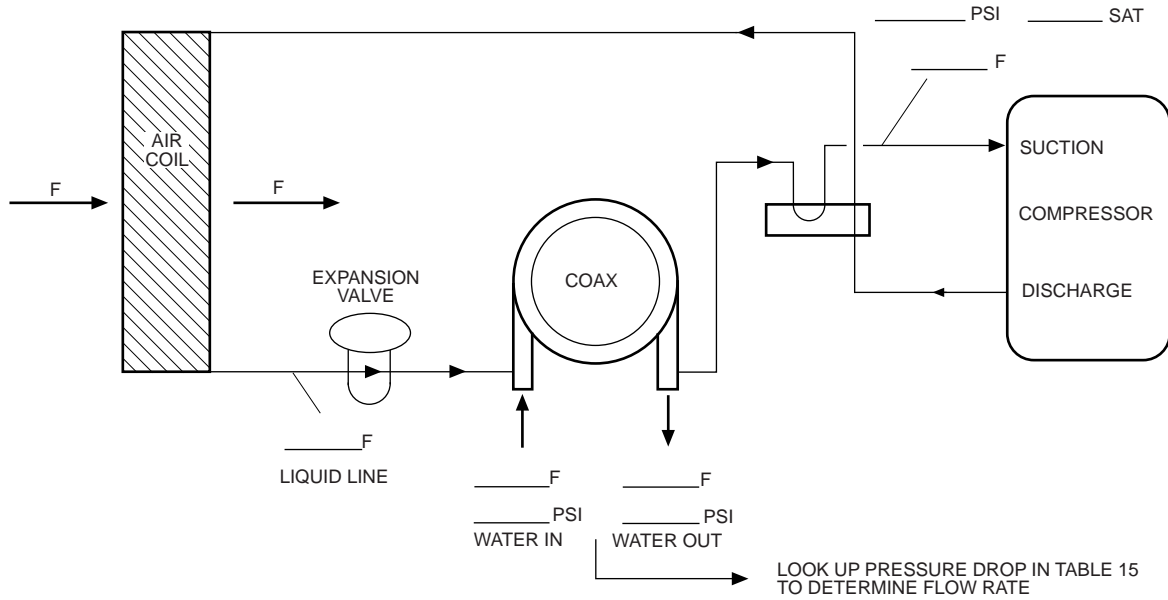 PSI
SAT
F
AIR
COIL
SUCTION
F
F
COMPRESSOR
EXPANSION
VALVE
COAX
DISCHARGE
F
LIQUID LINE
F
F
PSI
PSI
WATER IN
WATER OUT
LOOK UP PRESSURE DROP IN TABLE 15
TO DETERMINE FLOW RATE